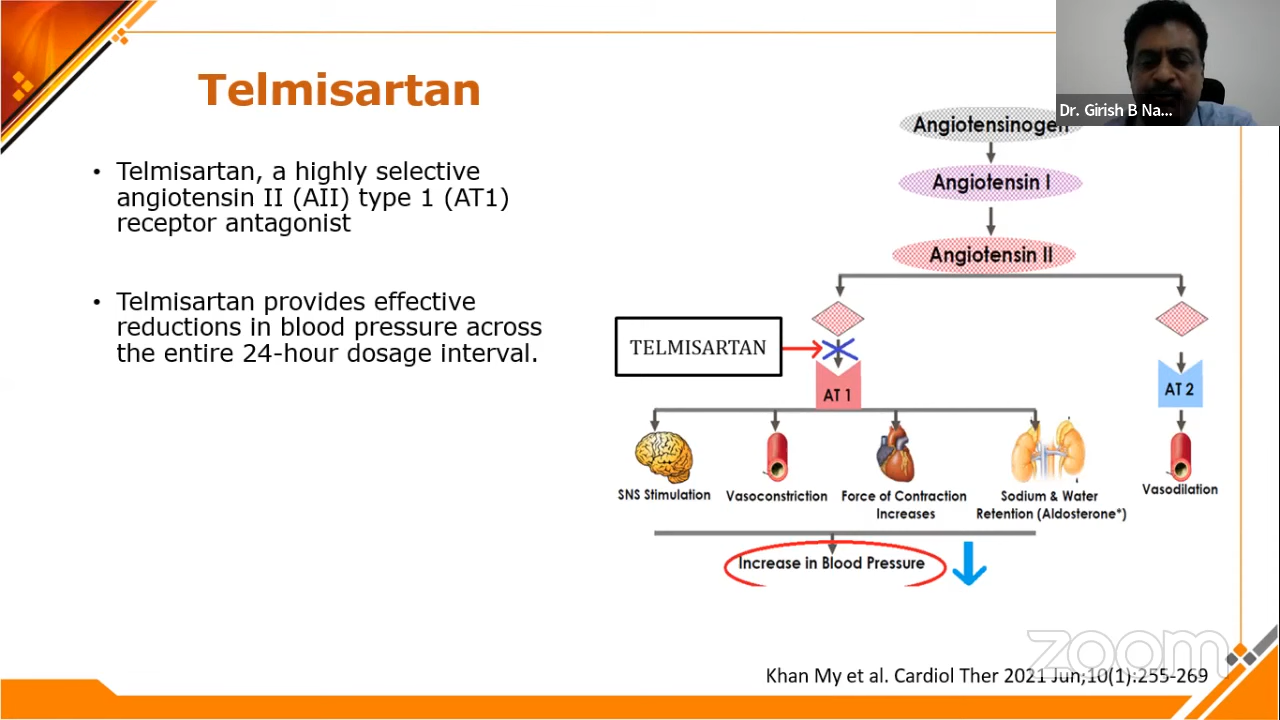 Telmisartan
• Telmisartan, a highly selective
angiotensin II (AII) type 1 (AT1)
receptor antagonist
• Telmisartan provides effective
reductions in blood pressure across
the entire 24-hour dosage interval.
Dr. Girish B Na...
Angiotensinogen
Angiotensin I
Angiotensin II
TELMISARTAN
AT 1
AT 2
SNS Stimulation
Vasoconstriction
Force of Contraction
Increases
Sodium & Water
Retention (Aldosterone*)
Vasodilation
Increase in Blood Pressure
zoom
Khan My et al. Cardiol Ther 2021 Jun;10(1):255-269